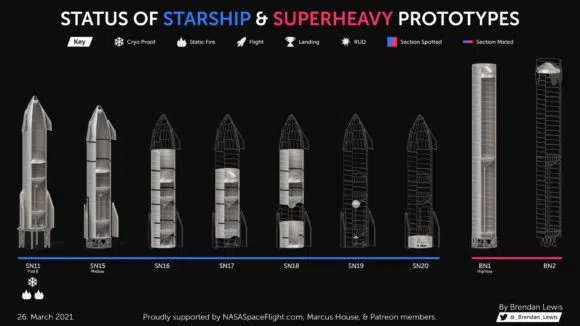 STATUS OF STARSHIP & SUPERHEAVY PROTOTYPES
Key Cryo Proof Static Fire Flight Landing RUD Section Spotted Section Mated
SN11 SN15 SN16 SN17 SN18 SN19 SN20 BN1 BN2
Pad B Midbay Highbay
By Brendan Lewis
26. March 2021. Proudly supported by NASASpaceFlight.com, Marcus House, & Patreon members. @_Brendan_Lewis